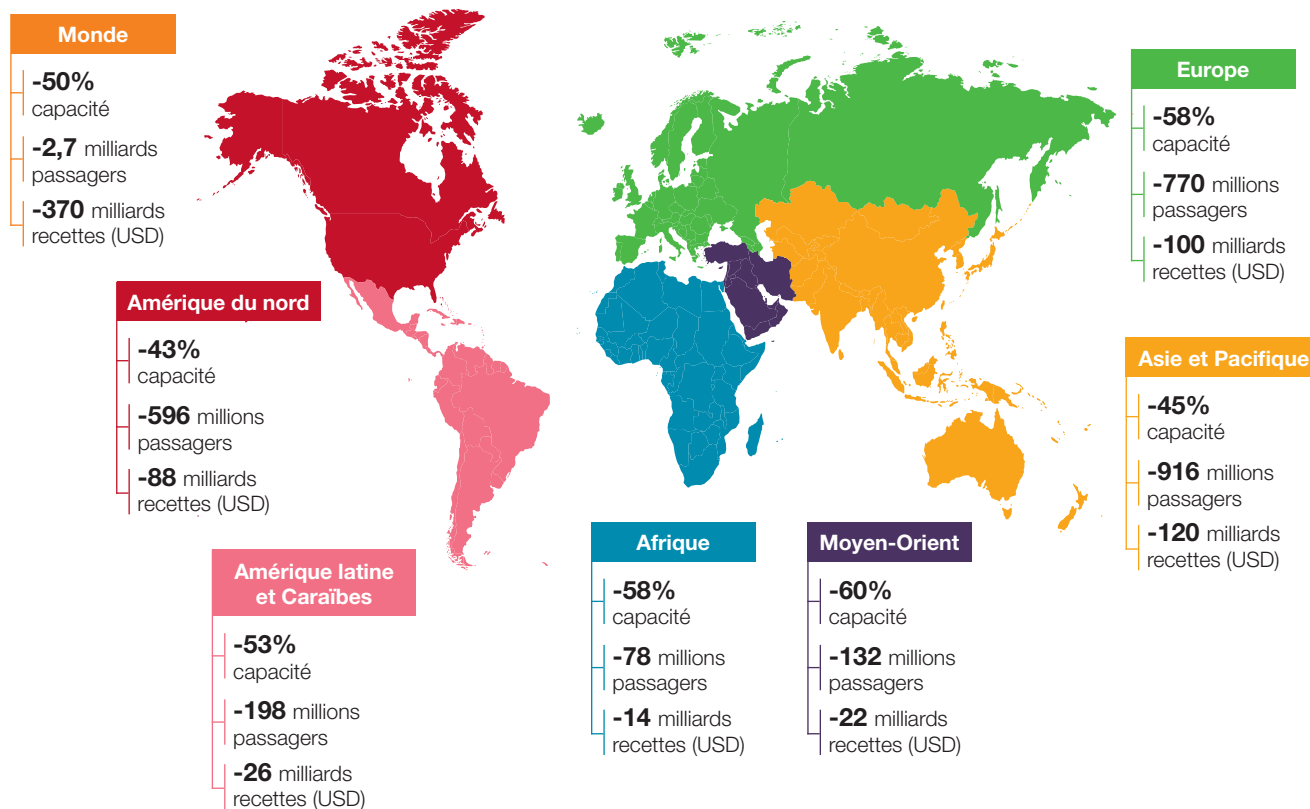 Monde
-50%
capacité
-2,7 milliards
passagers
-370 milliards
recettes (USD)
Europe
-58%
capacité
-770 millions
passagers
-100 milliards
recettes (USD)
Amérique du nord
-43%
capacité
-596 millions
passagers
-88 milliards
recettes (USD)
Asie et Pacifique
-45%
capacité
-916 millions
passagers
-120 milliards
recettes (USD)
Amérique latine
et Caraïbes
-53%
capacité
-198 millions
passagers
-26 milliards
recettes (USD)
Afrique
-58%
capacité
-78 millions
passagers
-14 milliards
recettes (USD)
Moyen-Orient
-60%
capacité
-132 millions
passagers
-22 milliards
recettes (USD)